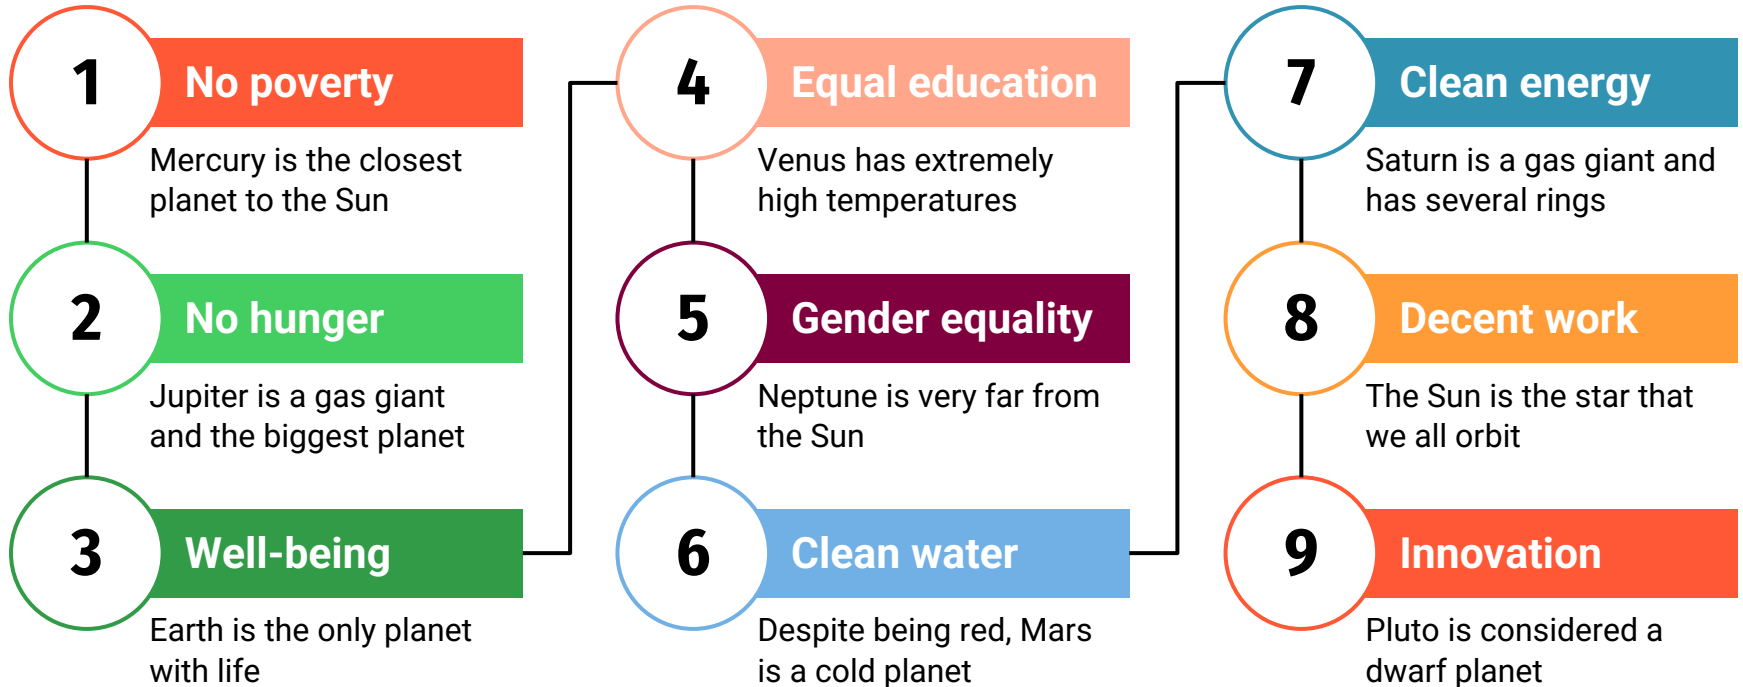 1
No poverty
Mercury is the closest
planet to the Sun
2
No hunger
Jupiter is a gas giant
and the biggest planet
3
Well-being
Earth is the only planet
with life
4
Equal education
Venus has extremely
high temperatures
5
Gender equality
Neptune is very far from
the Sun
6
Clean water
Despite being red, Mars
is a cold planet
7
Clean energy
Saturn is a gas giant and
has several rings
8
Decent work
The Sun is the star that
we all orbit
9
Innovation
Pluto is considered a
dwarf planet